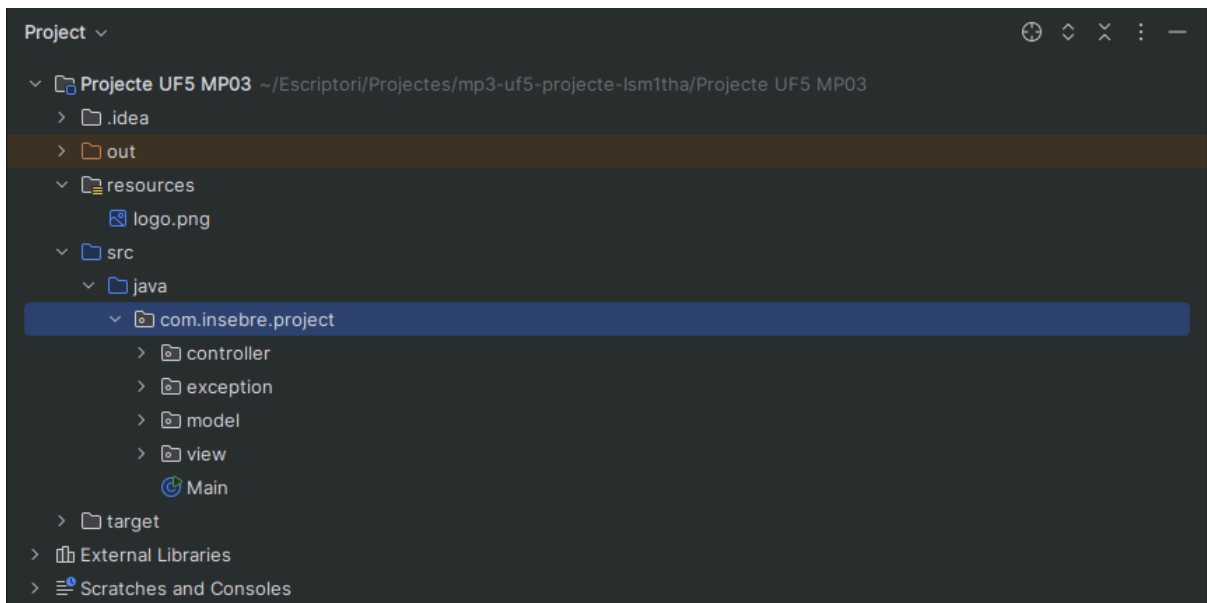 Project
Projecte UF5 MP03 ~/Escriptori/Projectes/mp3-uf5-projecte-lsm1tha/Projecte UF5 MP03
.idea
out
resources
logo.png
src
java
com.insebre.project
controller
exception
model
view
Main
target
External Libraries
Scratches and Consoles